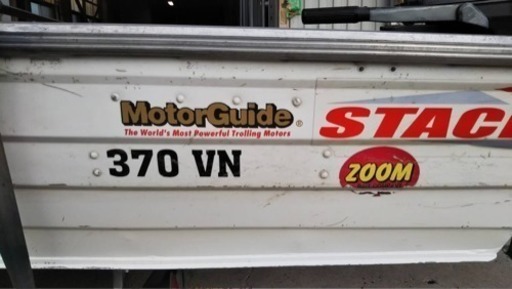 MotorGuide®
The World's Most Powerful Trolling Motors
STAC
370 VN
ZOOM